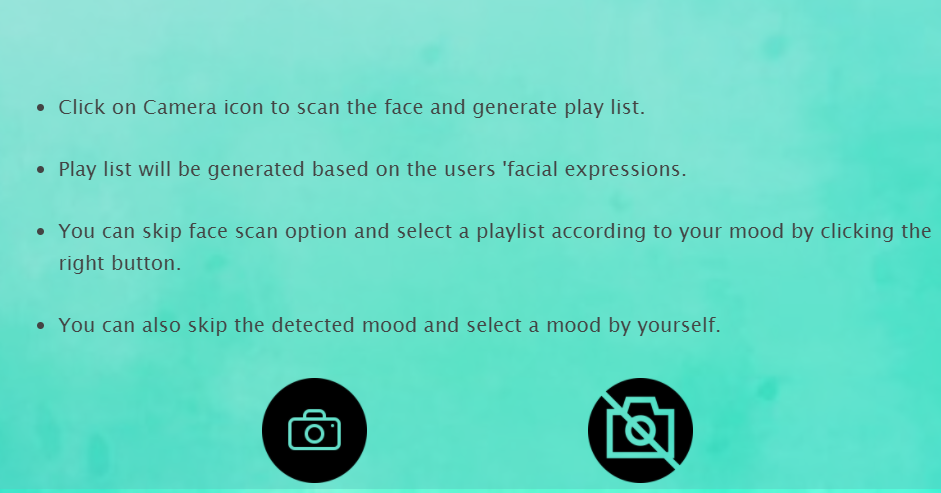 Click on Camera icon to scan the face and generate play list.
Play list will be generated based on the users 'facial expressions.
You can skip face scan option and select a playlist according to your mood by clicking the
right button.
You can also skip the detected mood and select a mood by yourself.